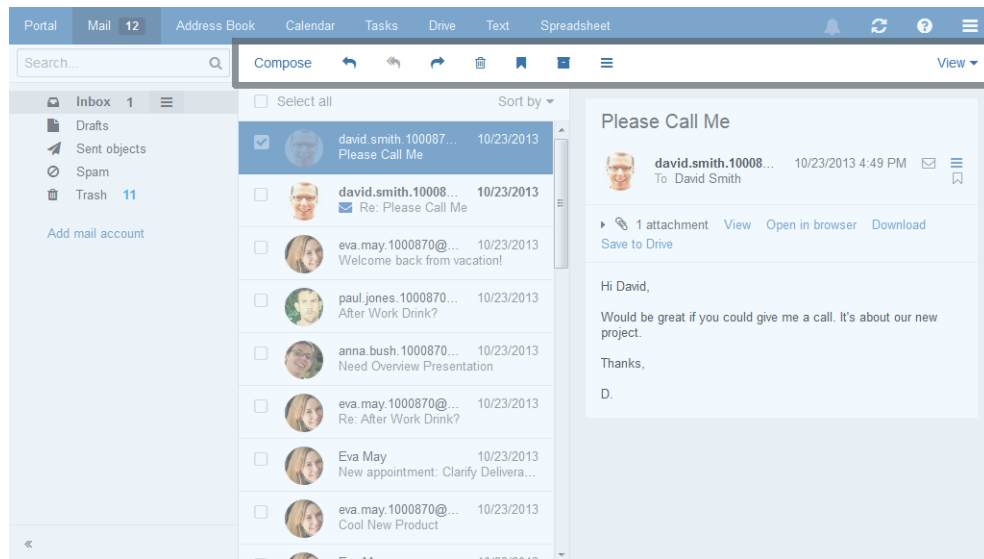 Portal Mail 12 Address Book Calendar Tasks Drive Text Spreadsheet
Search...
Compose View
Inbox 1
Drafts
Sent objects
Spam
Trash 11
Add mail account
Select all Sort by
david.smith.100087... 10/23/2013
Please Call Me
david.smith.10008... 10/23/2013
Re: Please Call Me
eva.may.1000870@... 10/23/2013
Welcome back from vacation!
paul.jones.1000870... 10/23/2013
After Work Drink?
anna.bush.1000870... 10/23/2013
Need Overview Presentation
eva.may.1000870@... 10/23/2013
Re: After Work Drink?
Eva May 10/23/2013
New appointment: Clarify Delivera...
eva.may.1000870@... 10/23/2013
Cool New Product
Please Call Me
david.smith.10008... 10/23/2013 4:49 PM
To David Smith
1 attachment View Open in browser Download
Save to Drive
Hi David,
Would be great if you could give me a call. It's about our new
project.
Thanks,
D.